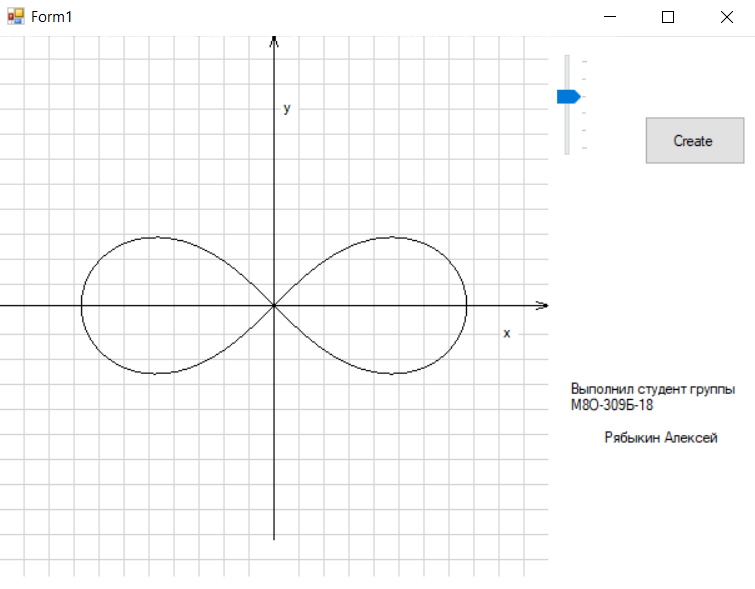 Form1
y
Create
x
Выполнил студент группы
М8О-309Б-18
Рябыкин Алексей